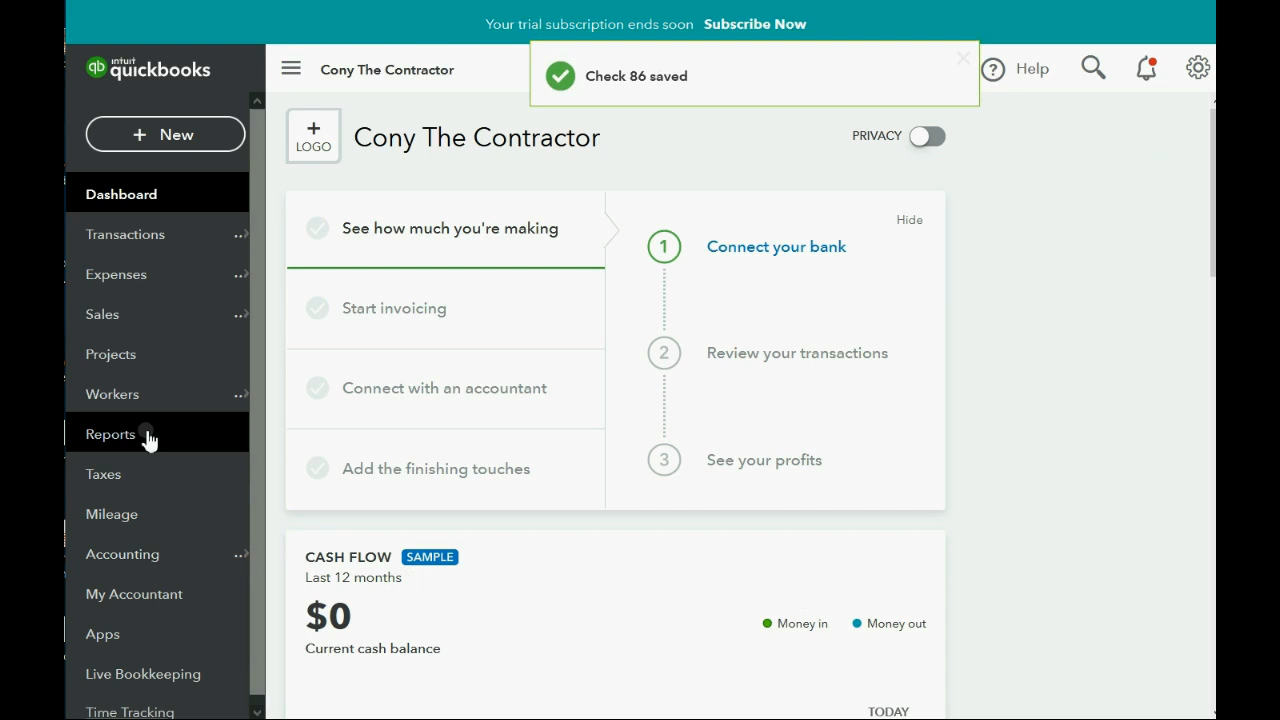 Your trial subscription ends soon Subscribe Now
qb intuit quickbooks
Cony The Contractor
Check 86 saved
Help
+ New
+ LOGO
Cony The Contractor
PRIVACY
Dashboard
Transactions
Expenses
Sales
Projects
Workers
Reports
Taxes
Mileage
Accounting
My Accountant
Apps
Live Bookkeeping
Time Tracking
See how much you're making
Start invoicing
Connect with an accountant
Add the finishing touches
Hide
1 Connect your bank
2 Review your transactions
3 See your profits
CASH FLOW SAMPLE
Last 12 months
$0
Current cash balance
Money in Money out
TODAY